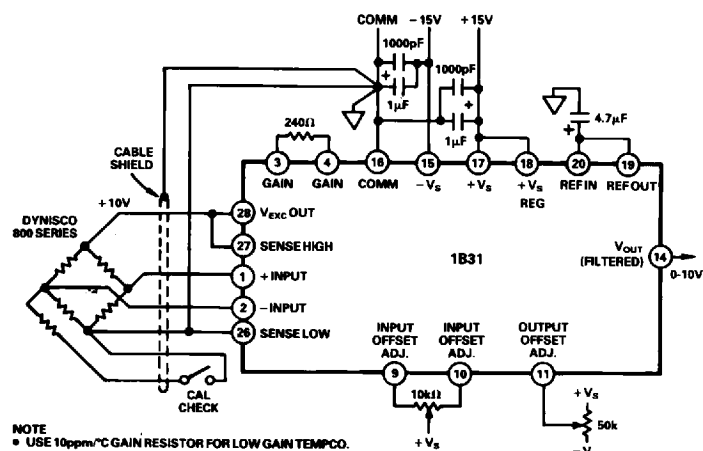 COMM
–15V
+15V
1000pF
1000pF
+
+
1µF
1µF
4.7µF
+
240Ω
CABLE
SHIELD
3
4
16
15
17
18
20
19
GAIN
GAIN
COMM
–VS
+VS
+VS
REG
REF IN
REF OUT
DYNISCO
800 SERIES
+10V
28
VEXC OUT
27
SENSE HIGH
1
+INPUT
2
–INPUT
26
SENSE LOW
1B31
VOUT
(FILTERED)
14
0-10V
INPUT
OFFSET
ADJ.
INPUT
OFFSET
ADJ.
OUTPUT
OFFSET
ADJ.
9
10
11
10kΩ
+VS
+VS
50k
CAL
CHECK
NOTE
• USE 10ppm/°C GAIN RESISTOR FOR LOW GAIN TEMPCO.